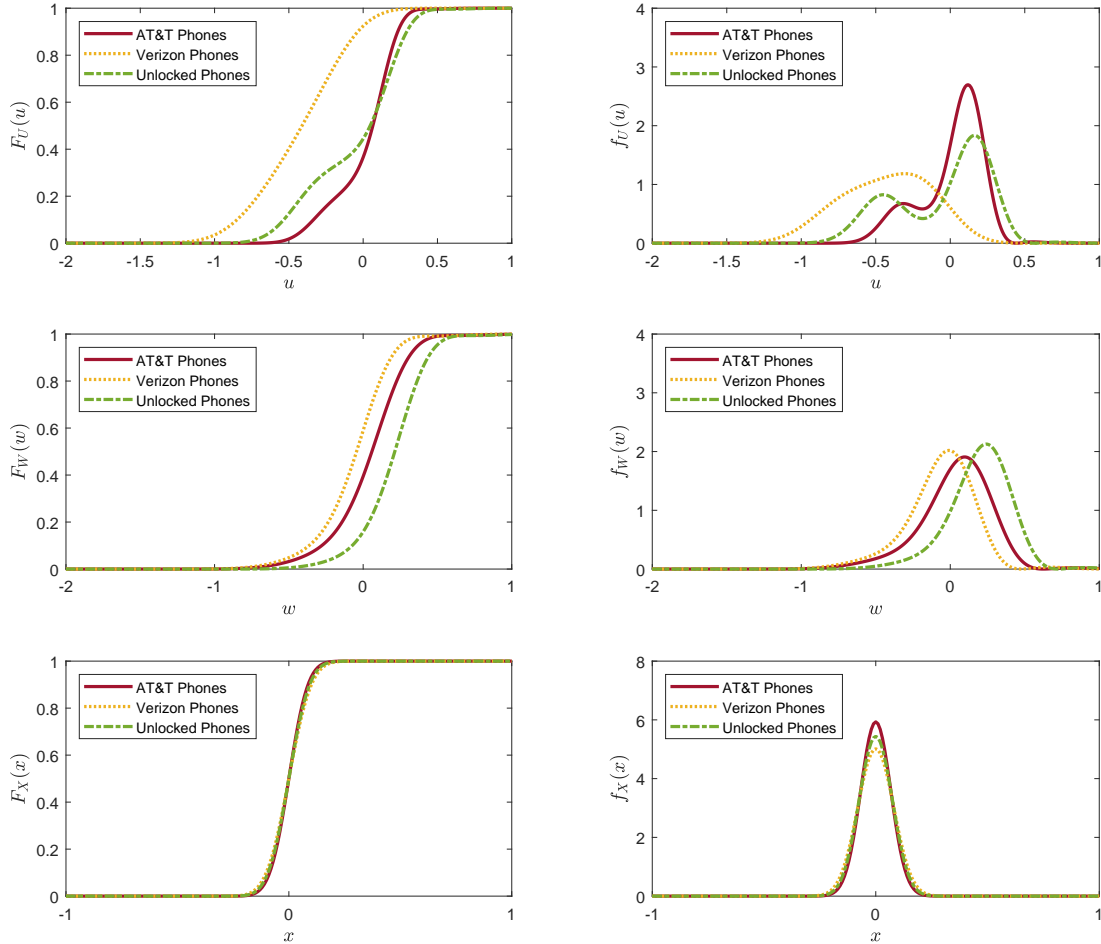 1
0.8
0.6
0.4
0.2
0
-2
-1.5
-1
-0.5
0
0.5
1
F_U(u)
u
AT&T Phones
Verizon Phones
Unlocked Phones
4
3
2
1
0
-2
-1.5
-1
-0.5
0
0.5
1
f_U(u)
u
AT&T Phones
Verizon Phones
Unlocked Phones
1
0.8
0.6
0.4
0.2
0
-2
-1
0
1
F_W(w)
w
AT&T Phones
Verizon Phones
Unlocked Phones
4
3
2
1
0
-2
-1
0
1
f_W(w)
w
AT&T Phones
Verizon Phones
Unlocked Phones
1
0.8
0.6
0.4
0.2
0
-1
0
1
F_X(x)
x
AT&T Phones
Verizon Phones
Unlocked Phones
8
6
4
2
0
-1
0
1
f_X(x)
x
AT&T Phones
Verizon Phones
Unlocked Phones